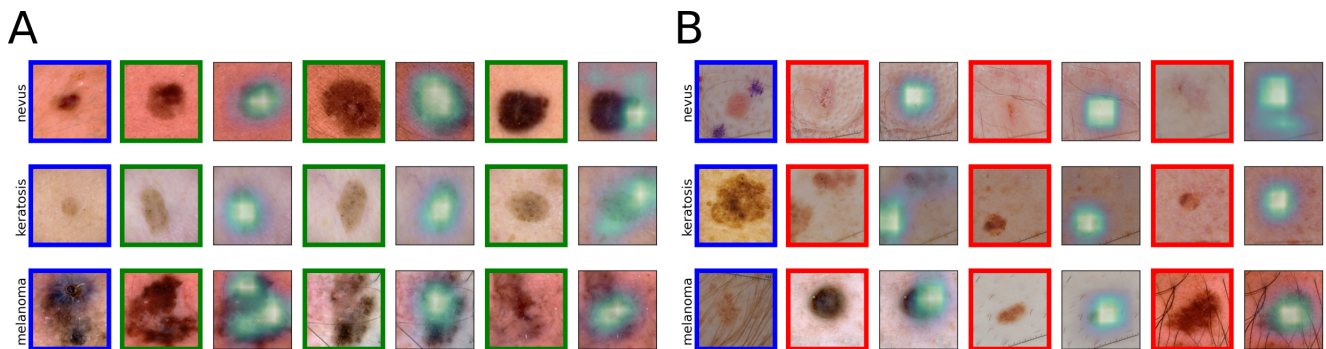 A
B
nevus
keratosis
melanoma
nevus
keratosis
melanoma